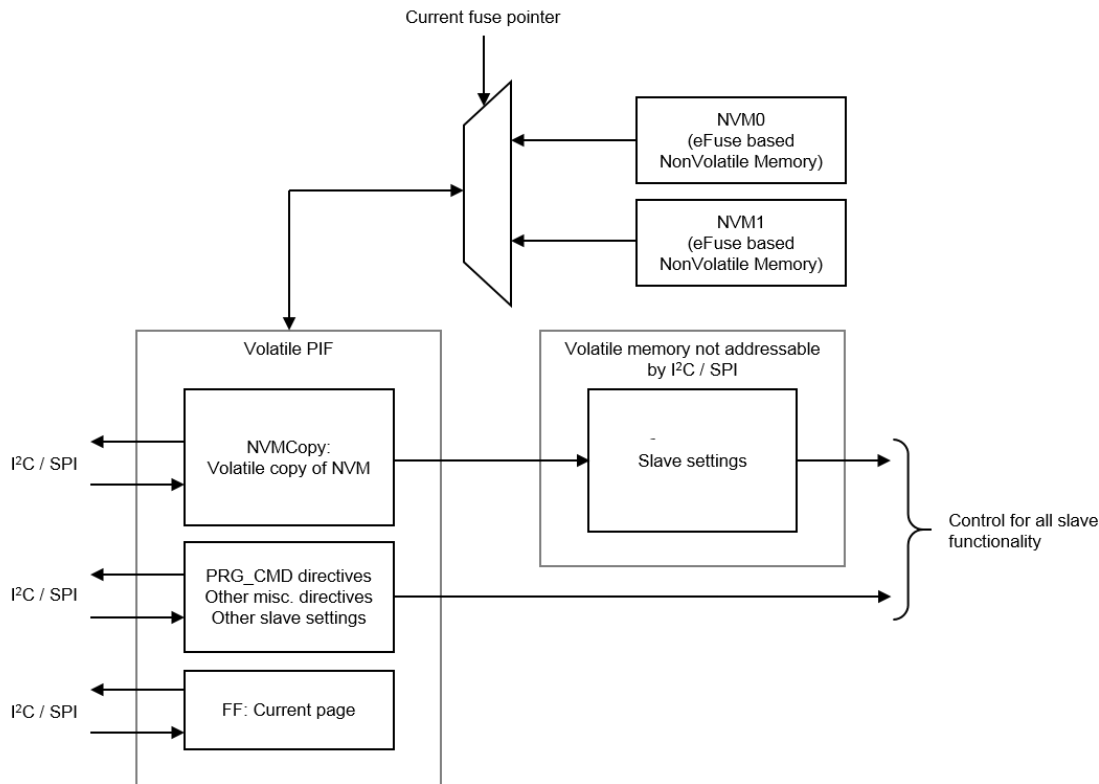 Current fuse pointer
NVM0
(eFuse based
NonVolatile Memory)
NVM1
(eFuse based
NonVolatile Memory)
Volatile PIF
Volatile memory not addressable
by I²C / SPI
NVMCopy:
Volatile copy of NVM
I²C / SPI
-
Slave settings
Control for all slave
functionality
PRG_CMD directives
Other misc. directives
Other slave settings
I²C / SPI
FF: Current page
I²C / SPI